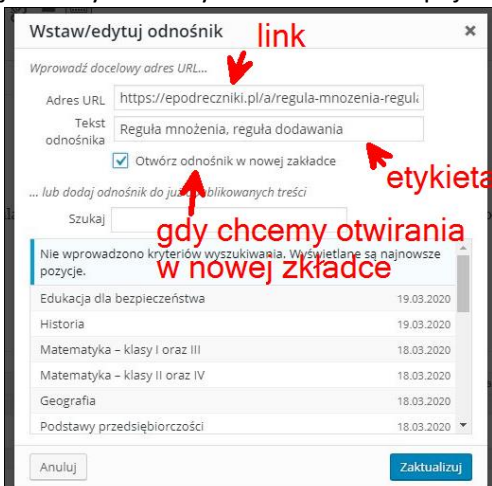 Wstaw/edytuj odnośnik
link
Wprowadź docelowy adres URL...
Adres URL https://epodreczniki.pl/a/regula-mnozenia-regula
Tekst odnośnika Reguła mnożenia, reguła dodawania
Otwórz odnośnik w nowej zakładce
etykieta
... lub dodaj odnośnik do już opublikowanych treści
Szukaj
gdy chcemy otwirania
w nowej zkładce
Nie wprowadzono kryteriów wyszukiwania. Wyświetlane są najnowsze
pozycje.
Edukacja dla bezpieczeństwa 19.03.2020
Historia 19.03.2020
Matematyka – klasy I oraz III 18.03.2020
Matematyka – klasy II oraz IV 18.03.2020
Geografia 18.03.2020
Podstawy przedsiębiorczości 18.03.2020
Anuluj Zaktualizuj